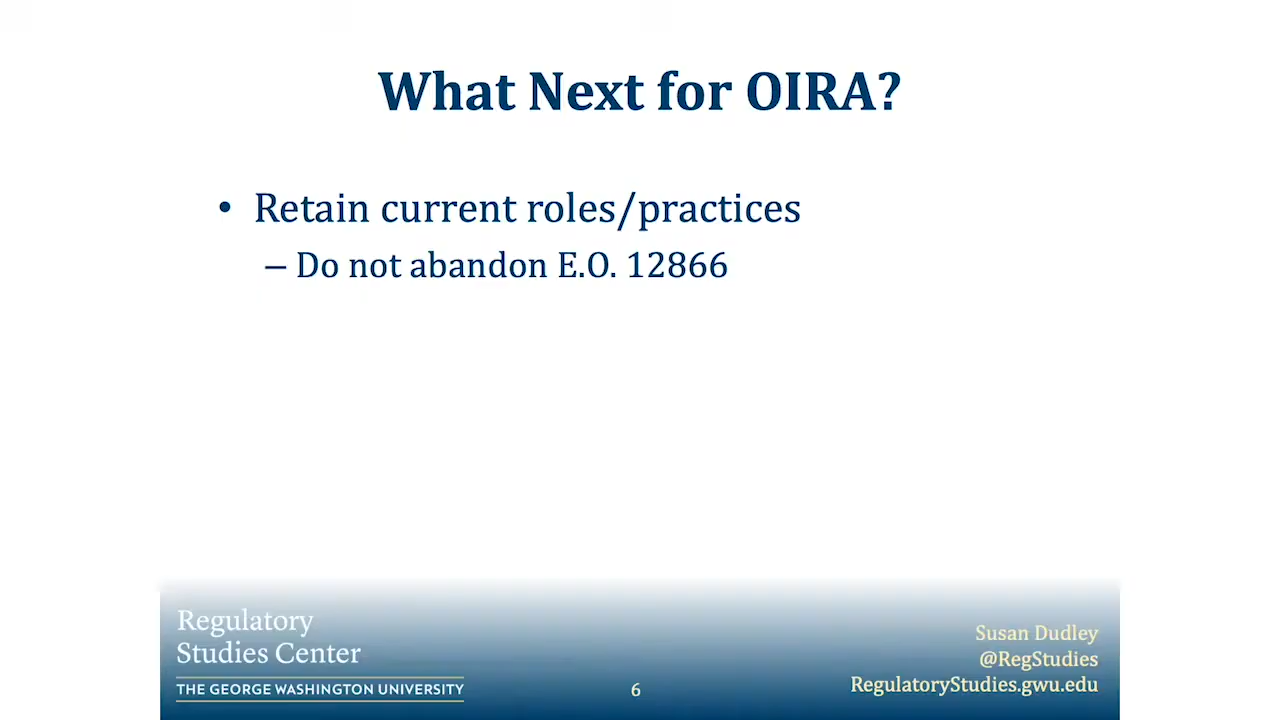 What Next for OIRA?
• Retain current roles/practices
– Do not abandon E.O. 12866
Regulatory
Studies Center
THE GEORGE WASHINGTON UNIVERSITY
6
Susan Dudley
@RegStudies
RegulatoryStudies.gwu.edu